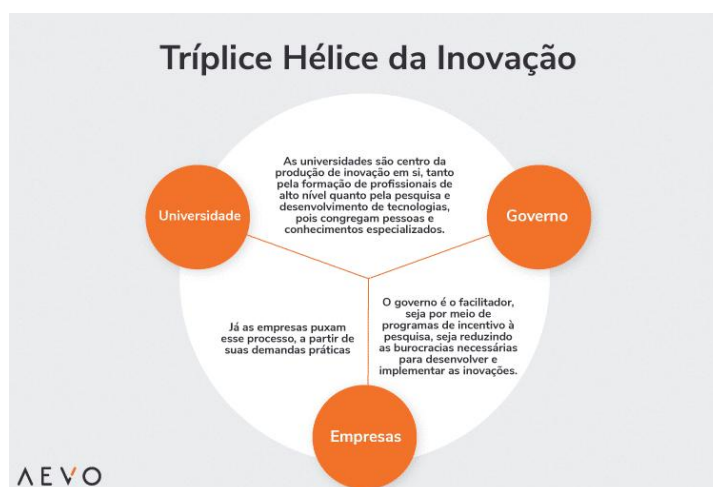 Tríplice Hélice da Inovação
As universidades são centro da
produção de inovação em si, tanto
pela formação de profissionais de
alto nível quanto pela pesquisa e
desenvolvimento de tecnologias,
pois congregam pessoas e
conhecimentos especializados.
Universidade
Governo
Já as empresas puxam
esse processo, a partir de
suas demandas práticas
O governo é o facilitador,
seja por meio de
programas de incentivo à
pesquisa, seja reduzindo
as burocracias necessárias
para desenvolver e
implementar as inovações.
Empresas
AEVO